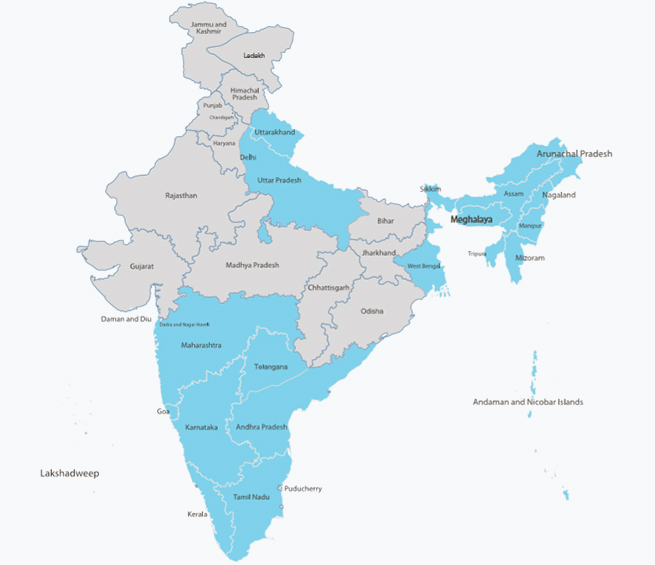 Jammu and
Kashmir
Ladakh
Himachal
Pradesh
Punjab
Chandigarh
Uttarakhand
Haryana
Delhi
Arunachal Pradesh
Uttar Pradesh
Sikkim
Assam
Nagaland
Rajasthan
Meghalaya
Bihar
Manipur
Jharkhand
Tripura
Mizoram
Gujarat
Madhya Pradesh
West Bengal
Chhattisgarh
Odisha
Daman and Diu
Dadra and Nagar Haveli
Maharashtra
Telangana
Andaman and Nicobar Islands
Goa
Karnataka
Andhra Pradesh
Lakshadweep
Puducherry
Tamil Nadu
Kerala